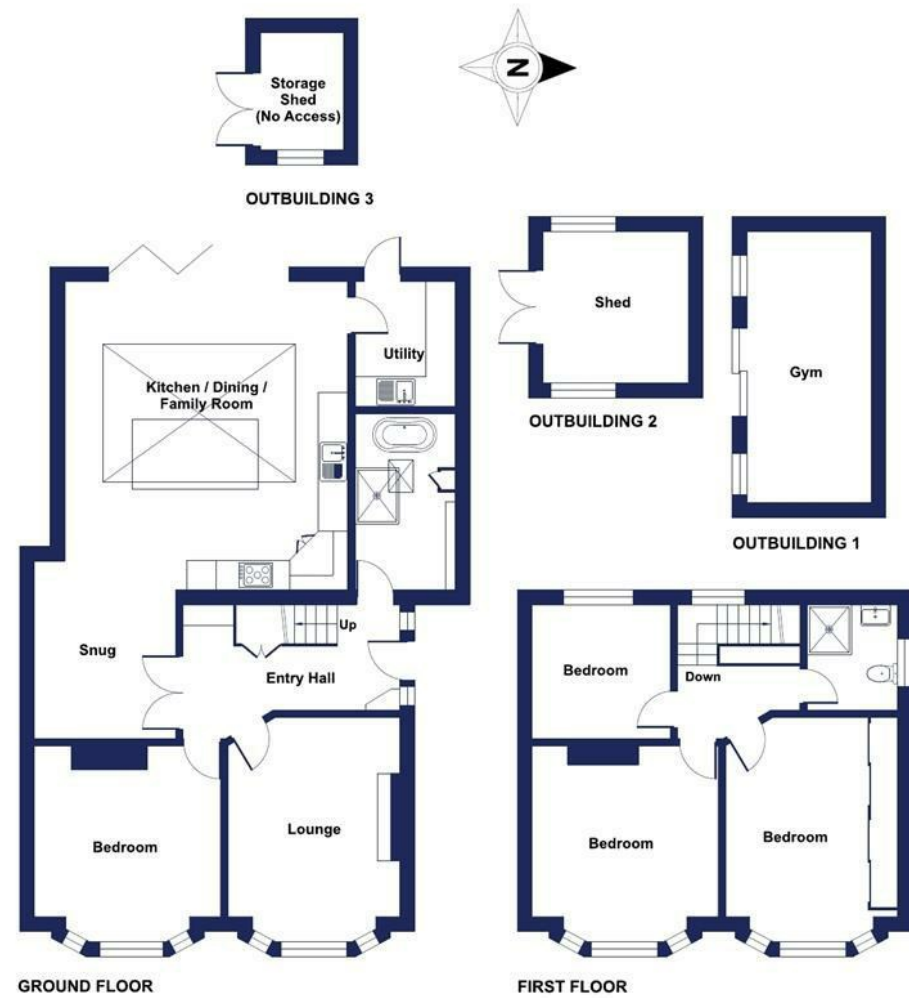 N
Storage
Shed
(No Access)
OUTBUILDING 3
Kitchen / Dining /
Family Room
Utility
Shed
OUTBUILDING 2
Gym
OUTBUILDING 1
Snug
Up
Entry Hall
Bedroom
Lounge
GROUND FLOOR
Bedroom
Down
Bedroom
Bedroom
FIRST FLOOR